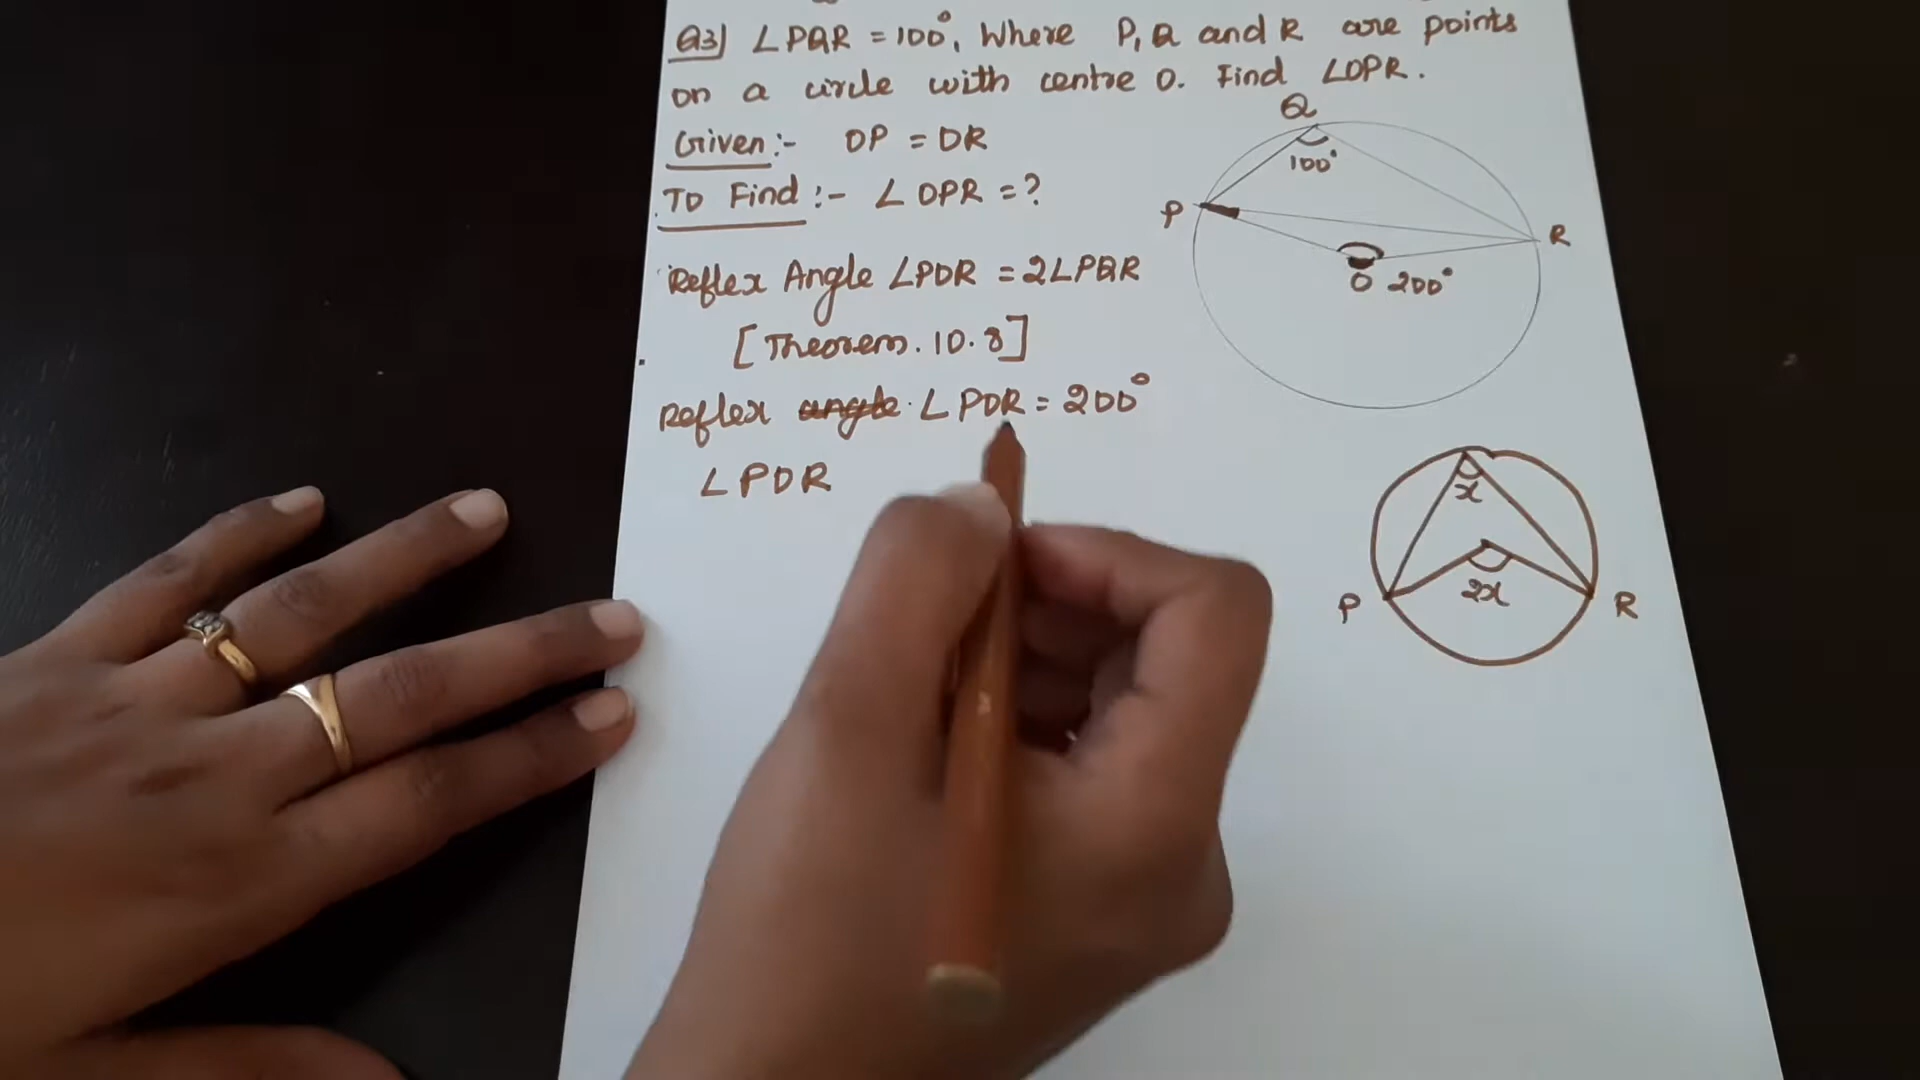 Q3) ∠PQR = 100°, Where P, Q and R are points
on a circle with centre O. Find ∠OPR.
Given:- OP = OR
To Find:- ∠OPR = ?
Reflex Angle ∠POR = 2∠PQR
[Theorem. 10.8]
Reflex angle ∠POR = 200°
∠POR
Q
100°
P
R
O 200°
x
2x
P
R